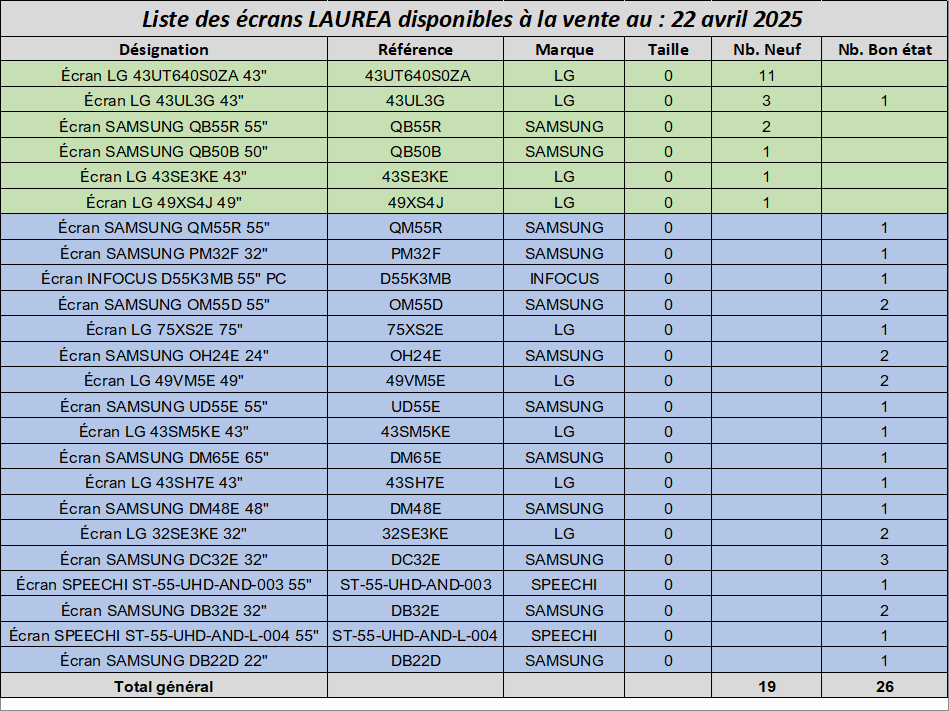 Liste des écrans LAUREA disponibles à la vente au : 22 avril 2025
Désignation Référence Marque Taille Nb. Neuf Nb. Bon état
Écran LG 43UT640S0ZA 43" 43UT640S0ZA LG 0 11
Écran LG 43UL3G 43" 43UL3G LG 0 3 1
Écran SAMSUNG QB55R 55" QB55R SAMSUNG 0 2
Écran SAMSUNG QB50B 50" QB50B SAMSUNG 0 1
Écran LG 43SE3KE 43" 43SE3KE LG 0 1
Écran LG 49XS4J 49" 49XS4J LG 0 1
Écran SAMSUNG QM55R 55" QM55R SAMSUNG 0 1
Écran SAMSUNG PM32F 32" PM32F SAMSUNG 0 1
Écran INFOCUS D55K3MB 55" PC D55K3MB INFOCUS 0 1
Écran SAMSUNG OM55D 55" OM55D SAMSUNG 0 2
Écran LG 75XS2E 75" 75XS2E LG 0 1
Écran SAMSUNG OH24E 24" OH24E SAMSUNG 0 2
Écran LG 49VM5E 49" 49VM5E LG 0 2
Écran SAMSUNG UD55E 55" UD55E SAMSUNG 0 1
Écran LG 43SM5KE 43" 43SM5KE LG 0 1
Écran SAMSUNG DM65E 65" DM65E SAMSUNG 0 1
Écran LG 43SH7E 43" 43SH7E LG 0 1
Écran SAMSUNG DM48E 48" DM48E SAMSUNG 0 1
Écran LG 32SE3KE 32" 32SE3KE LG 0 2
Écran SAMSUNG DC32E 32" DC32E SAMSUNG 0 3
Écran SPEECHI ST-55-UHD-AND-003 55" ST-55-UHD-AND-003 SPEECHI 0 1
Écran SAMSUNG DB32E 32" DB32E SAMSUNG 0 2
Écran SPEECHI ST-55-UHD-AND-L-004 55" ST-55-UHD-AND-L-004 SPEECHI 0 1
Écran SAMSUNG DB22D 22" DB22D SAMSUNG 0 1
Total général 19 26